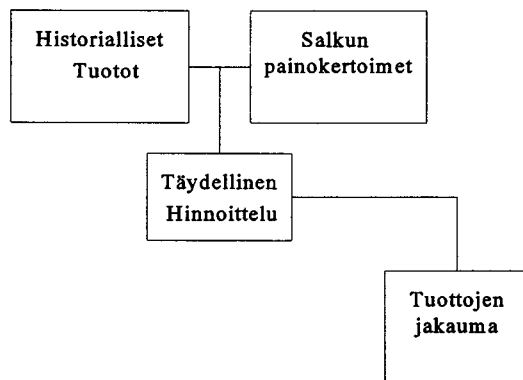 Historialliset
Tuotot
Salkun
painokertoimet
Täydellinen
Hinnoittelu
Tuottojen
jakauma